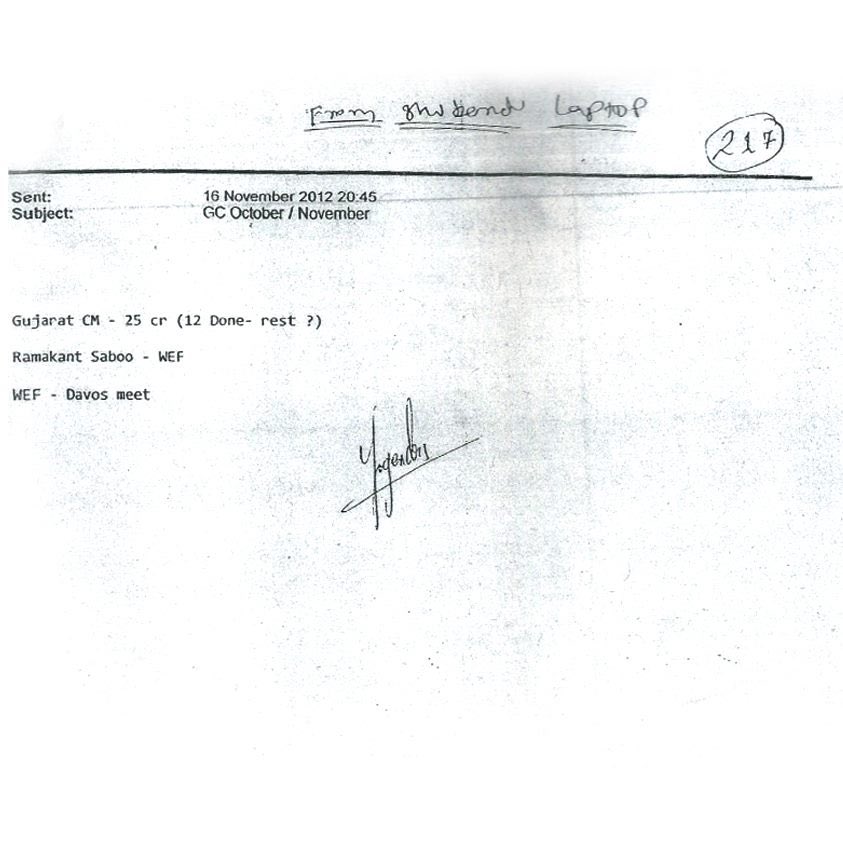 From Shubendu Laptop
217
Sent: 16 November 2012 20:45
Subject: GC October / November
Gujarat CM - 25 cr (12 Done- rest ?)
Ramakant Saboo - WEF
WEF - Davos meet